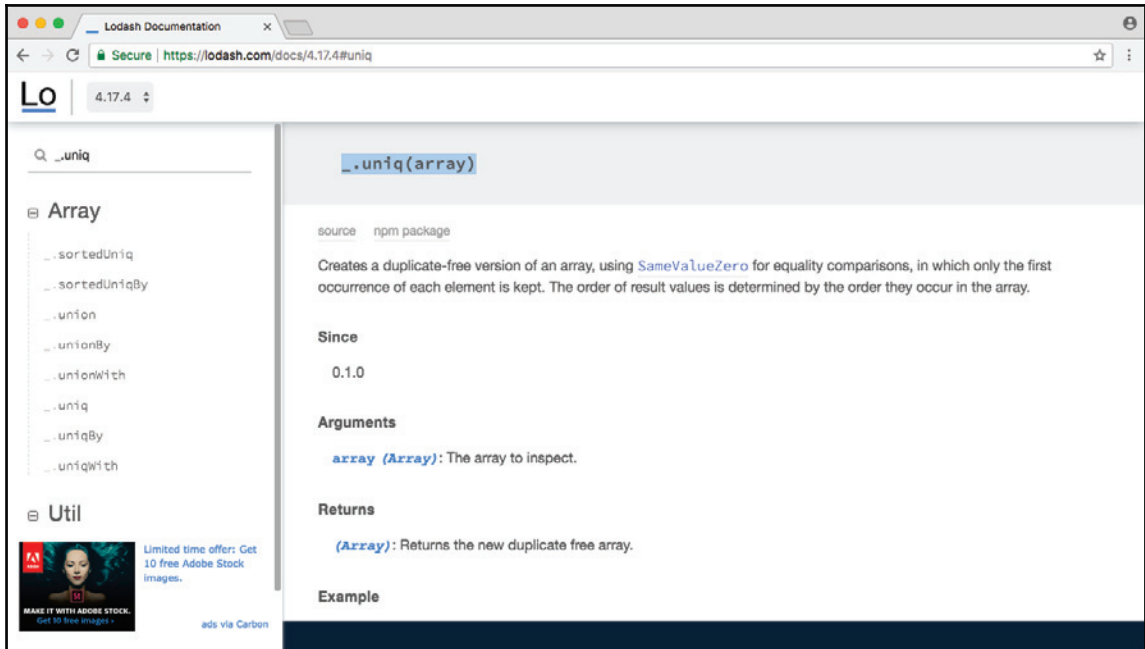 Lodash Documentation
Secure | https://lodash.com/docs/4.17.4#uniq
Lo
4.17.4
_.uniq
Array
_.sortedUniq
_.sortedUniqBy
_.union
_.unionBy
_.unionWith
_.uniq
_.uniqBy
_.uniqWith
Util
Adobe
St
MAKE IT WITH ADOBE STOCK.
Get 10 free images ›
Limited time offer: Get
10 free Adobe Stock
images.
ads via Carbon
_.uniq(array)
source npm package
Creates a duplicate-free version of an array, using SameValueZero for equality comparisons, in which only the first
occurrence of each element is kept. The order of result values is determined by the order they occur in the array.
Since
0.1.0
Arguments
array (Array): The array to inspect.
Returns
(Array): Returns the new duplicate free array.
Example